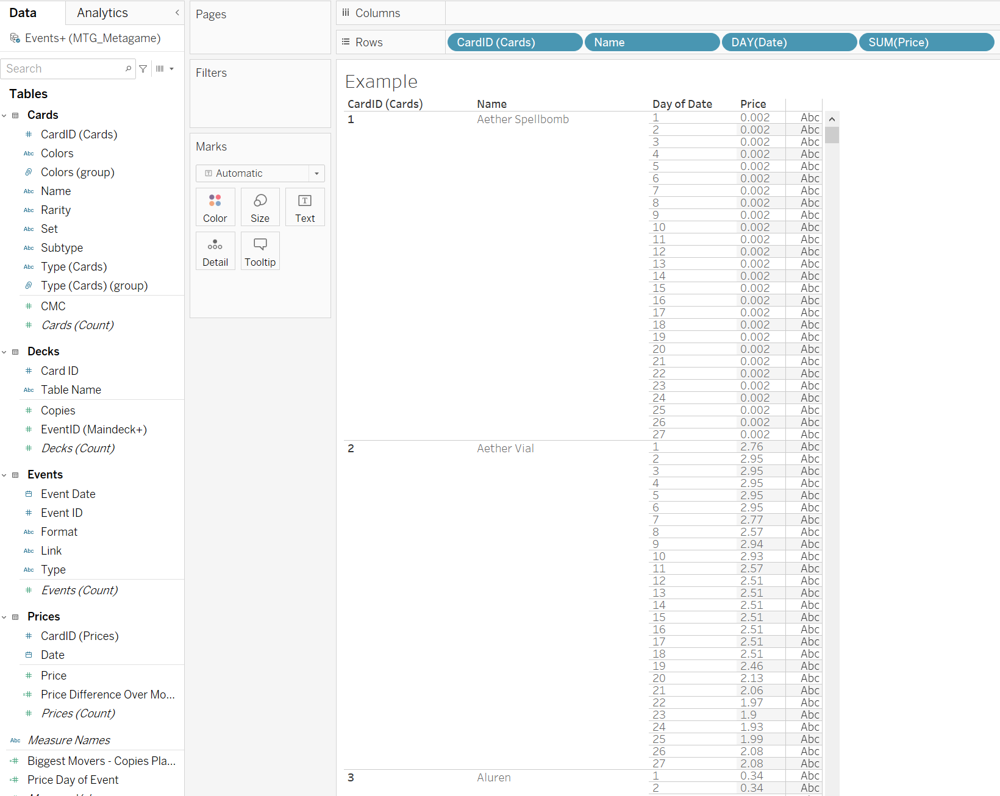 Data
Analytics
Events+ (MTG_Metagame)
Search
Tables
Cards
# CardID (Cards)
Abc Colors
Colors (group)
Abc Name
Abc Rarity
Abc Set
Abc Subtype
Abc Type (Cards)
Type (Cards) (group)
# CMC
# Cards (Count)
Decks
# Card ID
Abc Table Name
# Copies
# EventID (Maindeck+)
# Decks (Count)
Events
Event Date
# Event ID
Abc Format
Abc Link
Abc Type
# Events (Count)
Prices
# CardID (Prices)
Date
# Price
=# Price Difference Over Mo...
# Prices (Count)
Abc Measure Names
=# Biggest Movers - Copies Pla...
=# Price Day of Event
Pages
Filters
Marks
Automatic
Color Size Text
Detail Tooltip
Columns
Rows CardID (Cards) Name DAY(Date) SUM(Price)
Example
CardID (Cards) Name Day of Date Price
1 Aether Spellbomb 1 0.002 Abc
2 0.002 Abc
3 0.002 Abc
4 0.002 Abc
5 0.002 Abc
6 0.002 Abc
7 0.002 Abc
8 0.002 Abc
9 0.002 Abc
10 0.002 Abc
11 0.002 Abc
12 0.002 Abc
13 0.002 Abc
14 0.002 Abc
15 0.002 Abc
16 0.002 Abc
17 0.002 Abc
18 0.002 Abc
19 0.002 Abc
20 0.002 Abc
21 0.002 Abc
22 0.002 Abc
23 0.002 Abc
24 0.002 Abc
25 0.002 Abc
26 0.002 Abc
27 0.002 Abc
2 Aether Vial 1 2.76 Abc
2 2.95 Abc
3 2.95 Abc
4 2.95 Abc
5 2.95 Abc
6 2.95 Abc
7 2.77 Abc
8 2.57 Abc
9 2.94 Abc
10 2.93 Abc
11 2.57 Abc
12 2.51 Abc
13 2.51 Abc
14 2.51 Abc
15 2.51 Abc
16 2.51 Abc
17 2.51 Abc
18 2.51 Abc
19 2.46 Abc
20 2.13 Abc
21 2.06 Abc
22 1.97 Abc
23 1.9 Abc
24 1.93 Abc
25 1.99 Abc
26 2.08 Abc
27 2.08 Abc
3 Aluren 1 0.34 Abc
2 0.34 Abc